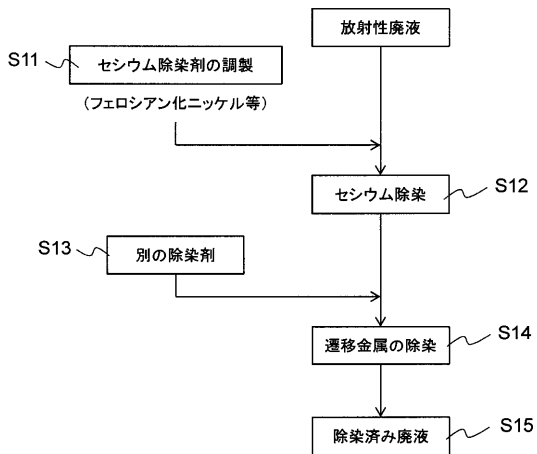 放射性廃液
S11
セシウム除染剤の調製
(フェロシアン化ニッケル等)
セシウム除染
S12
S13
別の除染剤
遷移金属の除染
S14
除染済み廃液
S15